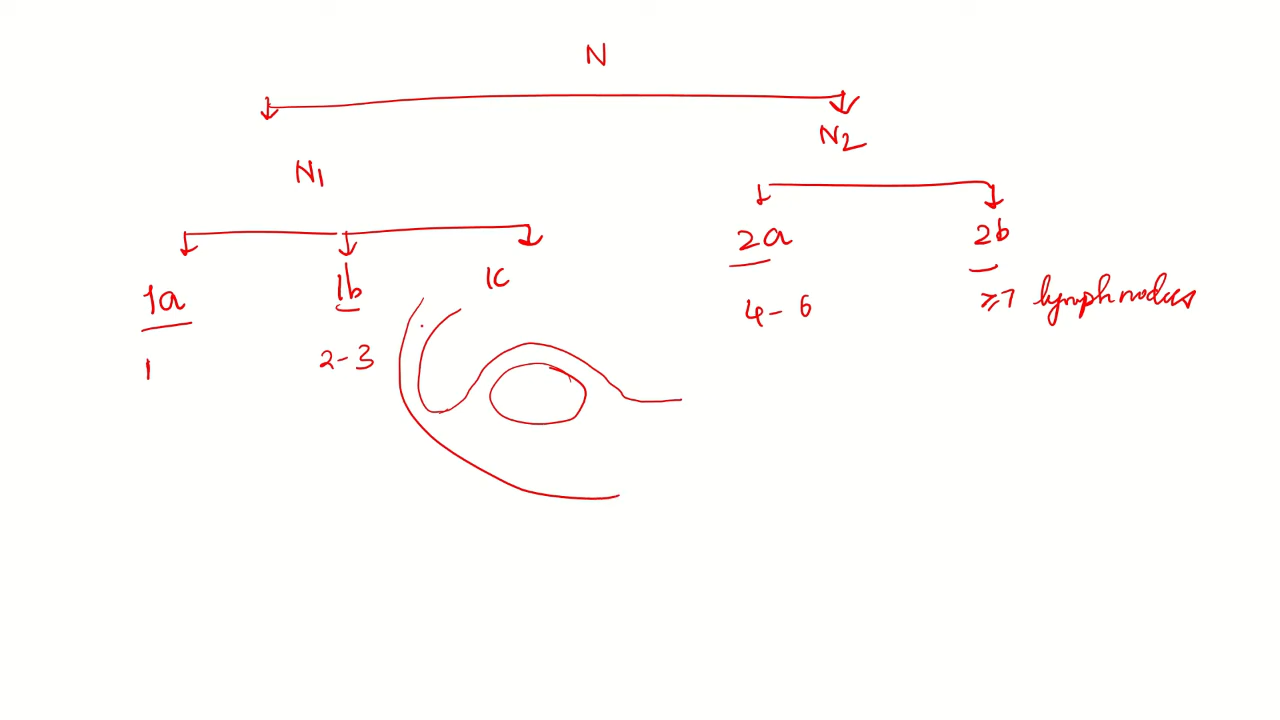 N
N2
N1
2a
2b
1a
1b
1c
4-6
≥7 lymph nodes
1
2-3